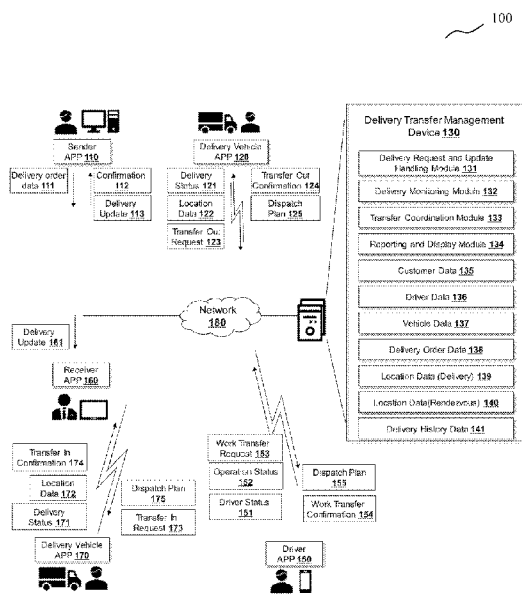 100
Sender
APP 110
Delivery order
data 111
Confirmation
112
Delivery
Update 113
Delivery Vehicle
APP 120
Delivery
Status 121
Location
Data 122
Transfer Out
Request 123
Transfer Out
Confirmation 124
Dispatch
Plan 125
Delivery Transfer Management
Device 130
Delivery Request and Update
Handling Module 131
Delivery Monitoring Module 132
Transfer Coordination Module 133
Reporting and Display Module 134
Customer Data 135
Driver Data 136
Vehicle Data 137
Delivery Order Data 138
Location Data (Delivery) 139
Location Data(Rendezvous) 140
Delivery History Data 141
Network
180
Delivery
Update 161
Receiver
APP 160
Transfer In
Confirmation 174
Location
Data 172
Delivery
Status 171
Dispatch Plan
175
Transfer In
Request 173
Delivery Vehicle
APP 170
Work Transfer
Request 153
Operation Status
152
Driver Status
151
Dispatch Plan
155
Work Transfer
Confirmation 154
Driver
APP 150